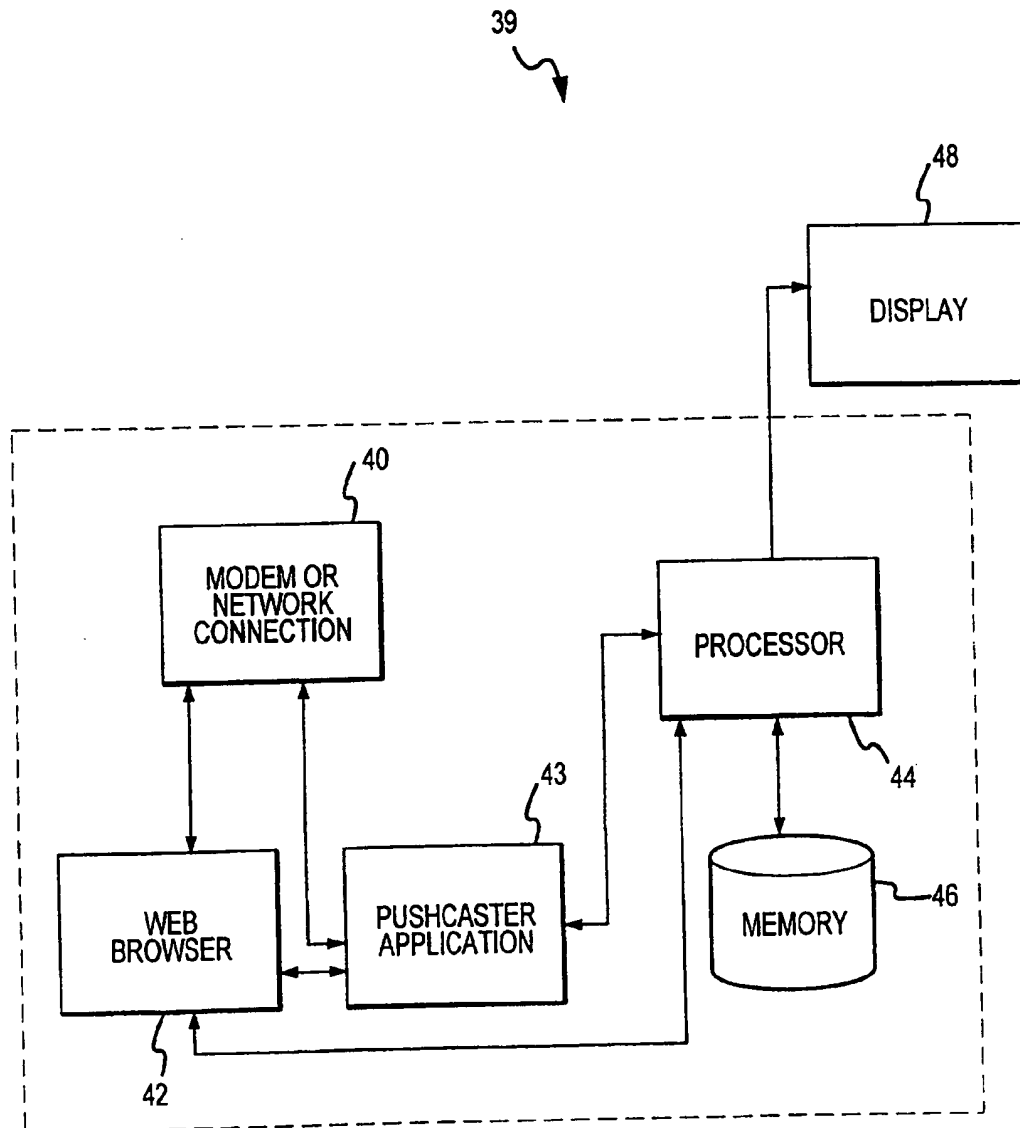 39
48
DISPLAY
40
MODEM OR
NETWORK
CONNECTION
PROCESSOR
44
43
WEB
BROWSER
PUSHCASTER
APPLICATION
MEMORY
46
42